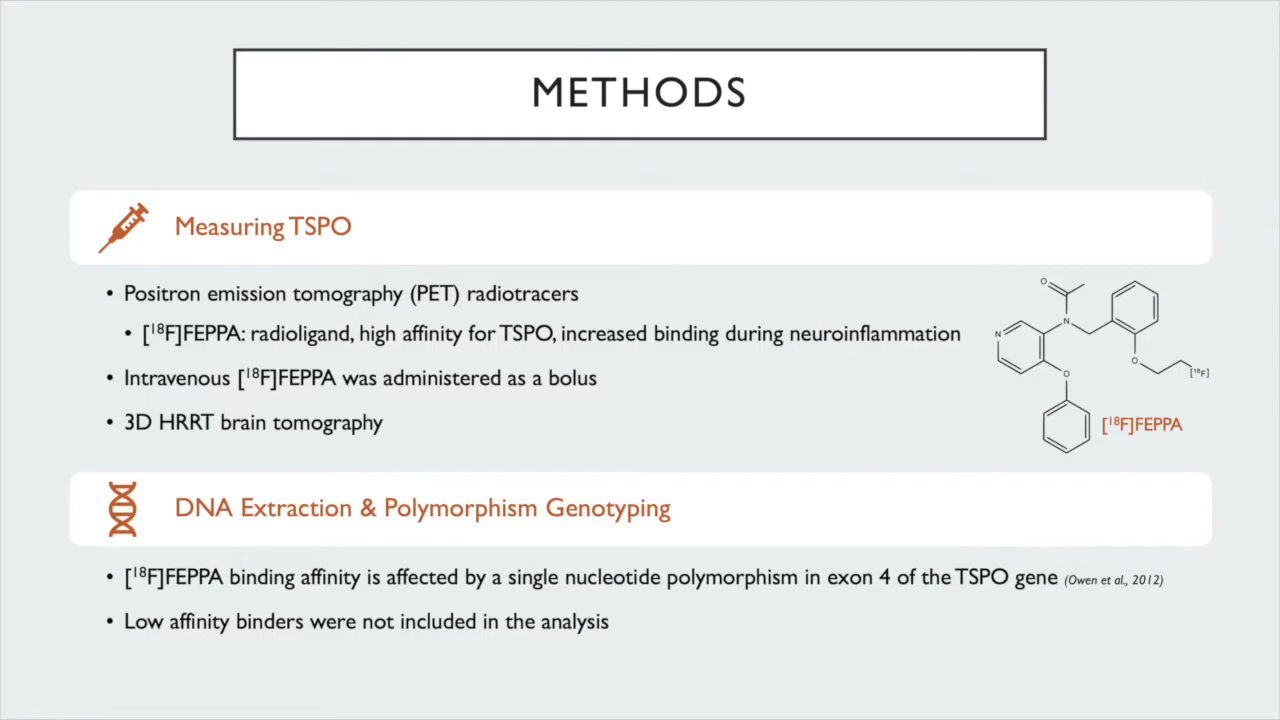 METHODS
Measuring TSPO
• Positron emission tomography (PET) radiotracers
• [¹⁸F]FEPPA: radioligand, high affinity for TSPO, increased binding during neuroinflammation
• Intravenous [¹⁸F]FEPPA was administered as a bolus
• 3D HRRT brain tomography
O
N
N
O
O
[¹⁸F]
[¹⁸F]FEPPA
DNA Extraction & Polymorphism Genotyping
• [¹⁸F]FEPPA binding affinity is affected by a single nucleotide polymorphism in exon 4 of the TSPO gene (Owen et al., 2012)
• Low affinity binders were not included in the analysis